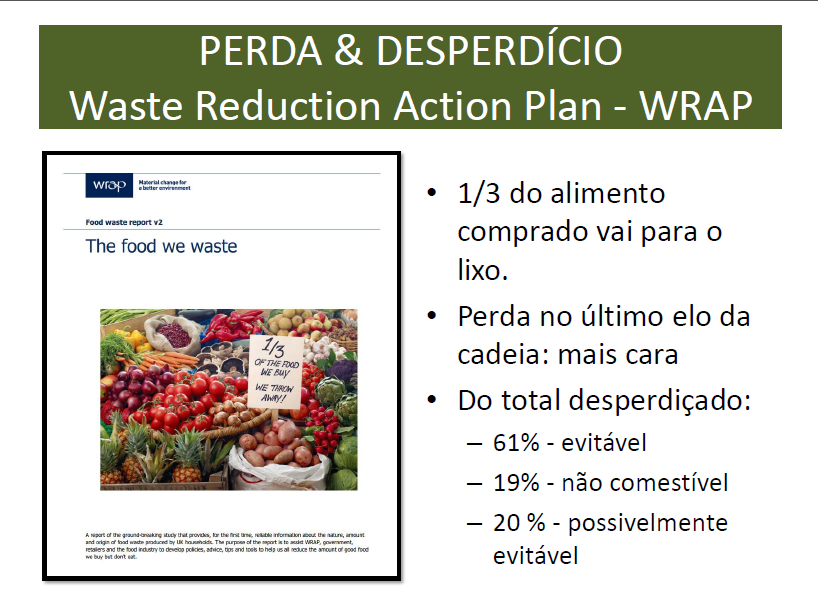 PERDA & DESPERDÍCIO
Waste Reduction Action Plan - WRAP
wrap
Material change for
a better environment
Food waste report v2
The food we waste
1/3
OF THE FOOD
WE BUY
WE THROW
AWAY!
A report of the ground-breaking study that provides, for the first time, reliable information about the nature, amount
and origin of food waste produced by UK households. The purpose of the report is to assist WRAP, government,
retailers and the food industry to develop policies, advice, tips and tools to help us all reduce the amount of good food
we buy but don't eat.
• 1/3 do alimento
comprado vai para o
lixo.
• Perda no último elo da
cadeia: mais cara
• Do total desperdiçado:
– 61% - evitável
– 19% - não comestível
– 20 % - possivelmente
evitável